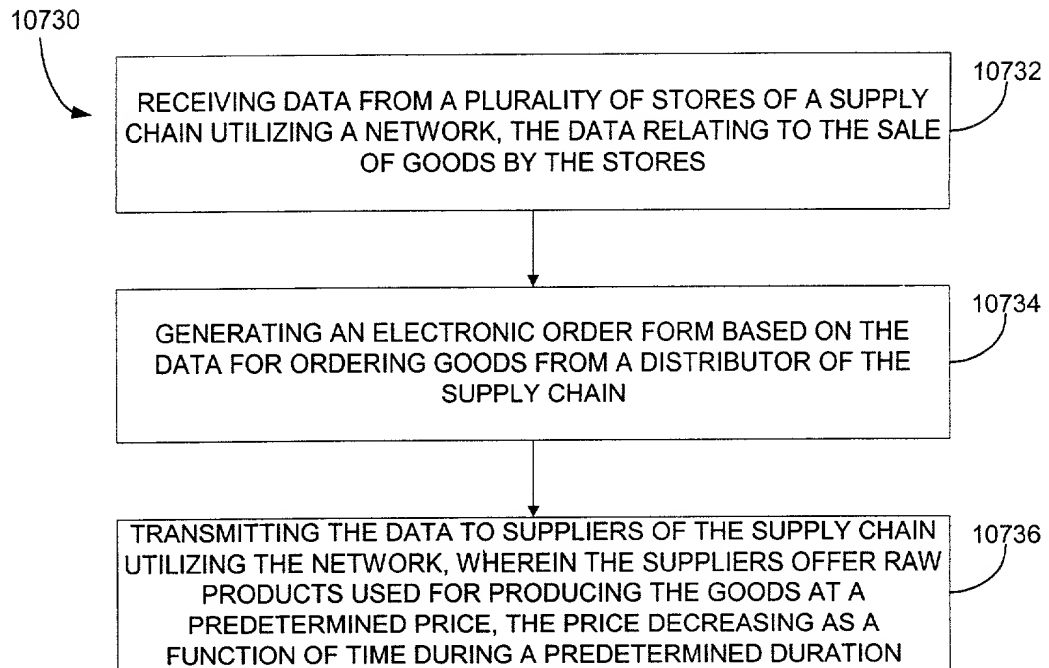 10730
10732
RECEIVING DATA FROM A PLURALITY OF STORES OF A SUPPLY
CHAIN UTILIZING A NETWORK, THE DATA RELATING TO THE SALE
OF GOODS BY THE STORES
10734
GENERATING AN ELECTRONIC ORDER FORM BASED ON THE
DATA FOR ORDERING GOODS FROM A DISTRIBUTOR OF THE
SUPPLY CHAIN
10736
TRANSMITTING THE DATA TO SUPPLIERS OF THE SUPPLY CHAIN
UTILIZING THE NETWORK, WHEREIN THE SUPPLIERS OFFER RAW
PRODUCTS USED FOR PRODUCING THE GOODS AT A
PREDETERMINED PRICE, THE PRICE DECREASING AS A
FUNCTION OF TIME DURING A PREDETERMINED DURATION